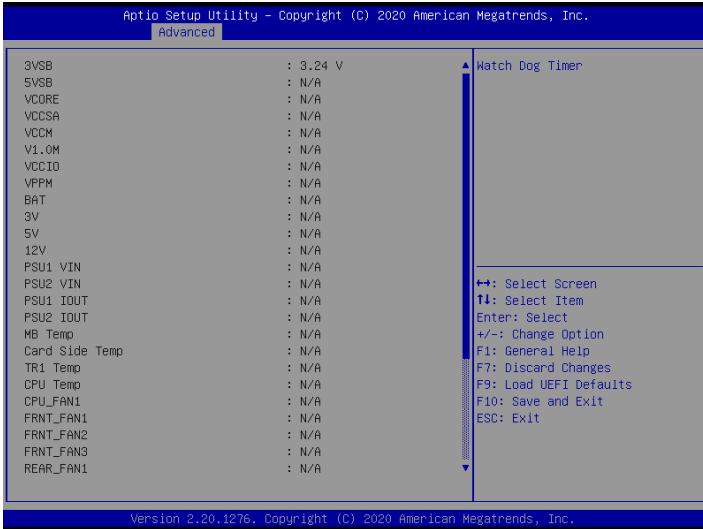 Aptio Setup Utility – Copyright (C) 2020 American Megatrends, Inc.
Advanced
3VSB : 3.24 V
5VSB : N/A
VCORE : N/A
VCCSA : N/A
VCCM : N/A
V1.0M : N/A
VCCIO : N/A
VPPM : N/A
BAT : N/A
3V : N/A
5V : N/A
12V : N/A
PSU1 VIN : N/A
PSU2 VIN : N/A
PSU1 IOUT : N/A
PSU2 IOUT : N/A
MB Temp : N/A
Card Side Temp : N/A
TR1 Temp : N/A
CPU Temp : N/A
CPU_FAN1 : N/A
FRNT_FAN1 : N/A
FRNT_FAN2 : N/A
FRNT_FAN3 : N/A
REAR_FAN1 : N/A
Watch Dog Timer
↔: Select Screen
↑↓: Select Item
Enter: Select
+/-: Change Option
F1: General Help
F7: Discard Changes
F9: Load UEFI Defaults
F10: Save and Exit
ESC: Exit
Version 2.20.1276. Copyright (C) 2020 American Megatrends, Inc.